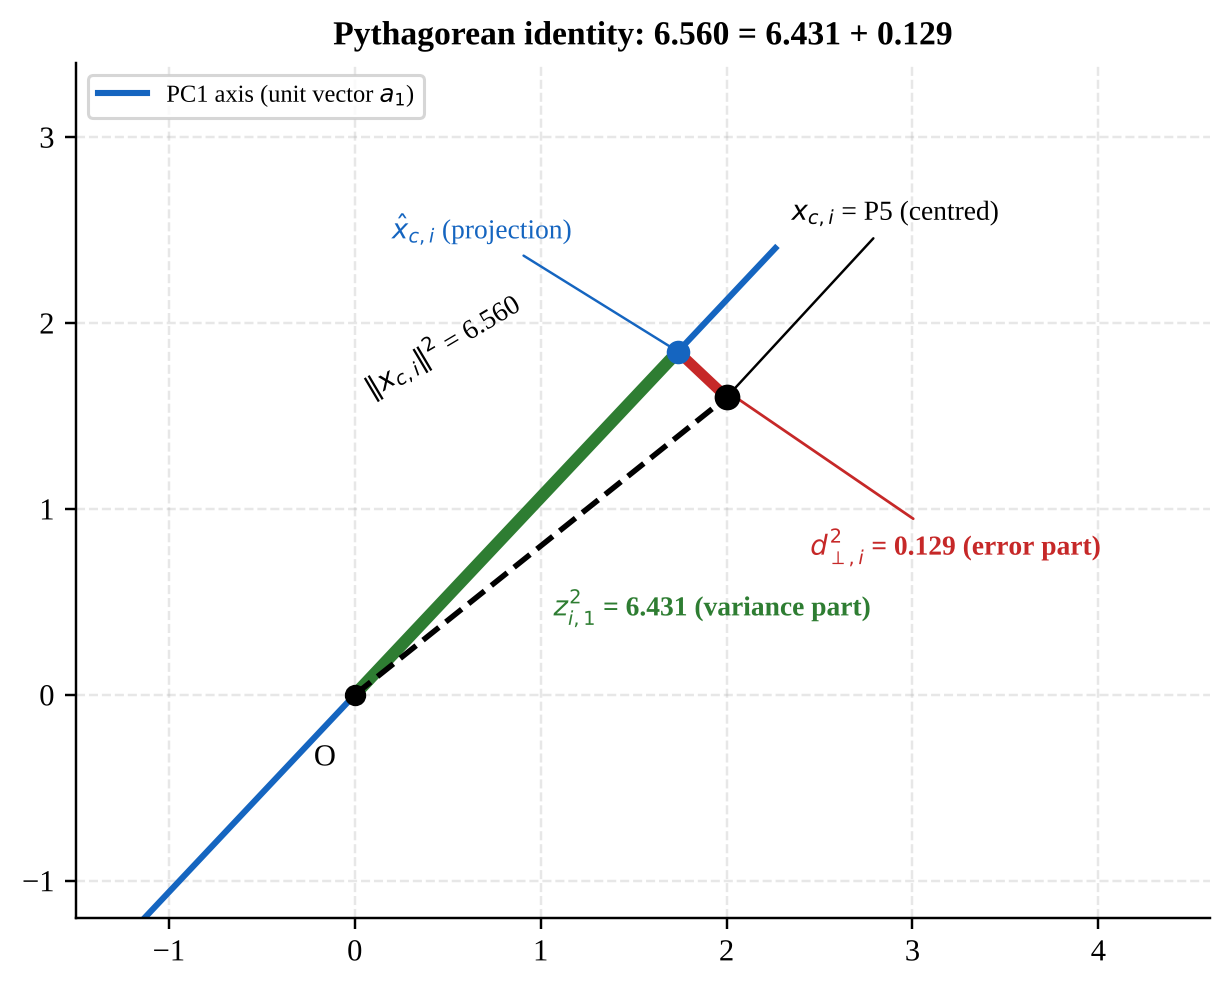 Pythagorean identity: 6.560 = 6.431 + 0.129
PC1 axis (unit vector a₁)
3
2
1
0
−1
x̂c,i (projection)
xc,i = P5 (centred)
‖xc,i‖² = 6.560
d²⊥,i = 0.129 (error part)
z²i,1 = 6.431 (variance part)
O
−1 0 1 2 3 4